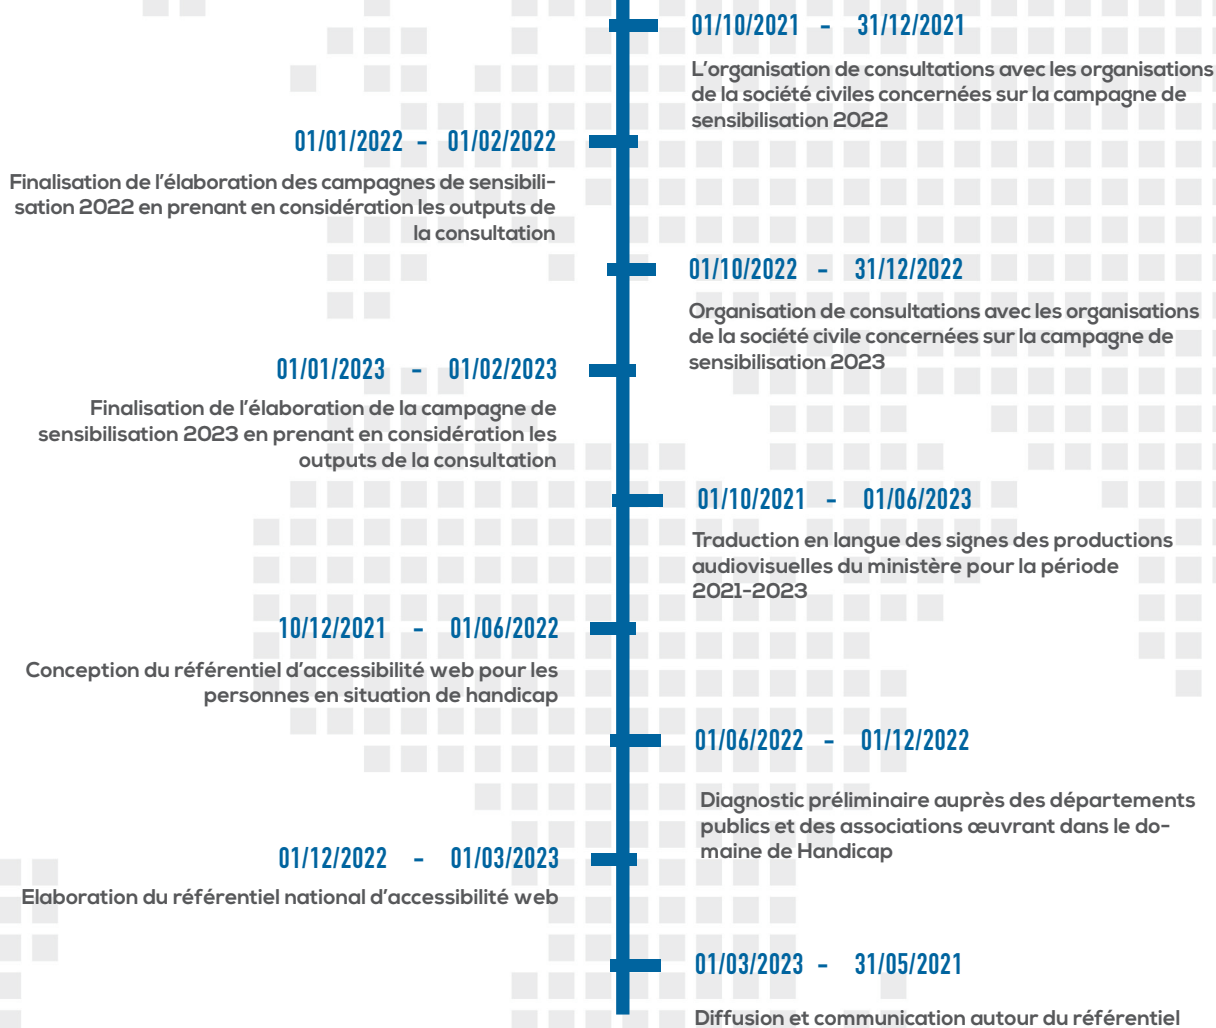 01/10/2021 - 31/12/2021
L'organisation de consultations avec les organisations
de la société civiles concernées sur la campagne de
sensibilisation 2022
01/01/2022 - 01/02/2022
Finalisation de l'élaboration des campagnes de sensibili-
sation 2022 en prenant en considération les outputs de
la consultation
01/10/2022 - 31/12/2022
Organisation de consultations avec les organisations
de la société civile concernées sur la campagne de
sensibilisation 2023
01/01/2023 - 01/02/2023
Finalisation de l'élaboration de la campagne de
sensibilisation 2023 en prenant en considération les
outputs de la consultation
01/10/2021 - 01/06/2023
Traduction en langue des signes des productions
audiovisuelles du ministère pour la période
2021-2023
10/12/2021 - 01/06/2022
Conception du référentiel d'accessibilité web pour les
personnes en situation de handicap
01/06/2022 - 01/12/2022
Diagnostic préliminaire auprès des départements
publics et des associations œuvrant dans le do-
maine de Handicap
01/12/2022 - 01/03/2023
Elaboration du référentiel national d'accessibilité web
01/03/2023 - 31/05/2021
Diffusion et communication autour du référentiel